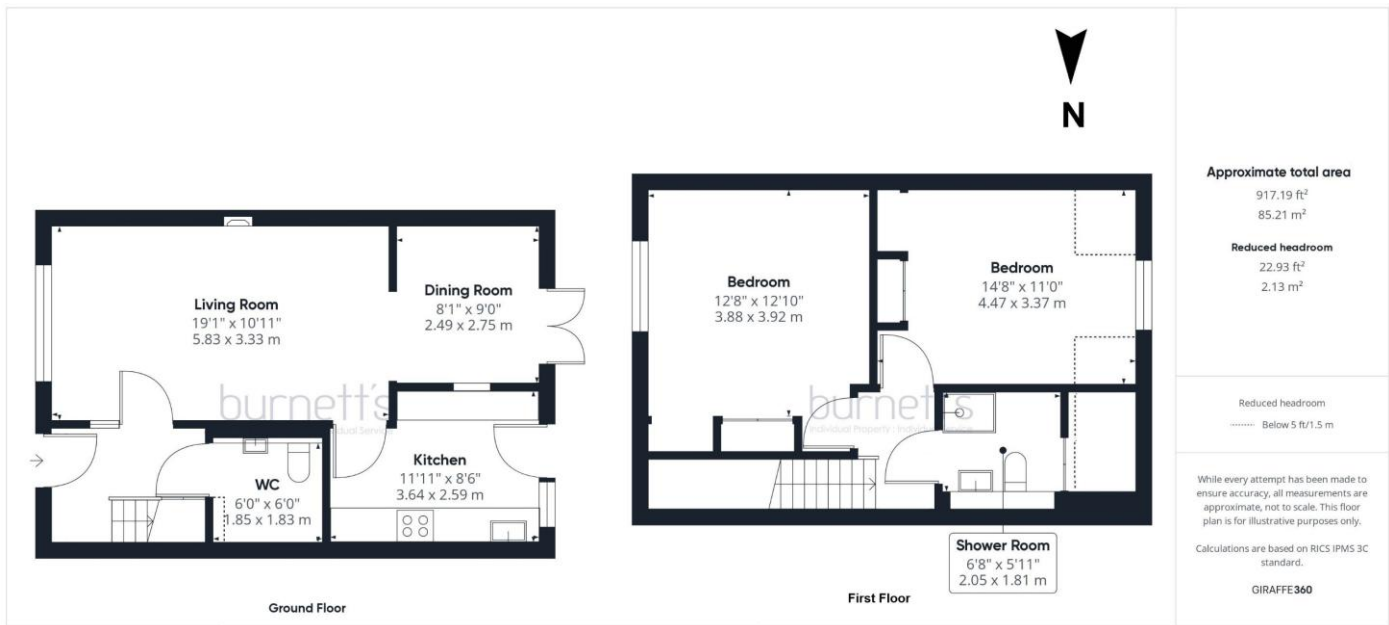 N
Living Room
19'1" x 10'11"
5.83 x 3.33 m
Dining Room
8'1" x 9'0"
2.49 x 2.75 m
burnett's
Individual Service
Kitchen
11'11" x 8'6"
3.64 x 2.59 m
WC
6'0" x 6'0"
1.85 x 1.83 m
Ground Floor
Bedroom
12'8" x 12'10"
3.88 x 3.92 m
Bedroom
14'8" x 11'0"
4.47 x 3.37 m
burnett's
Individual Property : Individual Service
Shower Room
6'8" x 5'11"
2.05 x 1.81 m
First Floor
Approximate total area
917.19 ft²
85.21 m²
Reduced headroom
22.93 ft²
2.13 m²
Reduced headroom
Below 5 ft/1.5 m
While every attempt has been made to
ensure accuracy, all measurements are
approximate, not to scale. This floor
plan is for illustrative purposes only.
Calculations are based on RICS IPMS 3C
standard.
GIRAFFE360